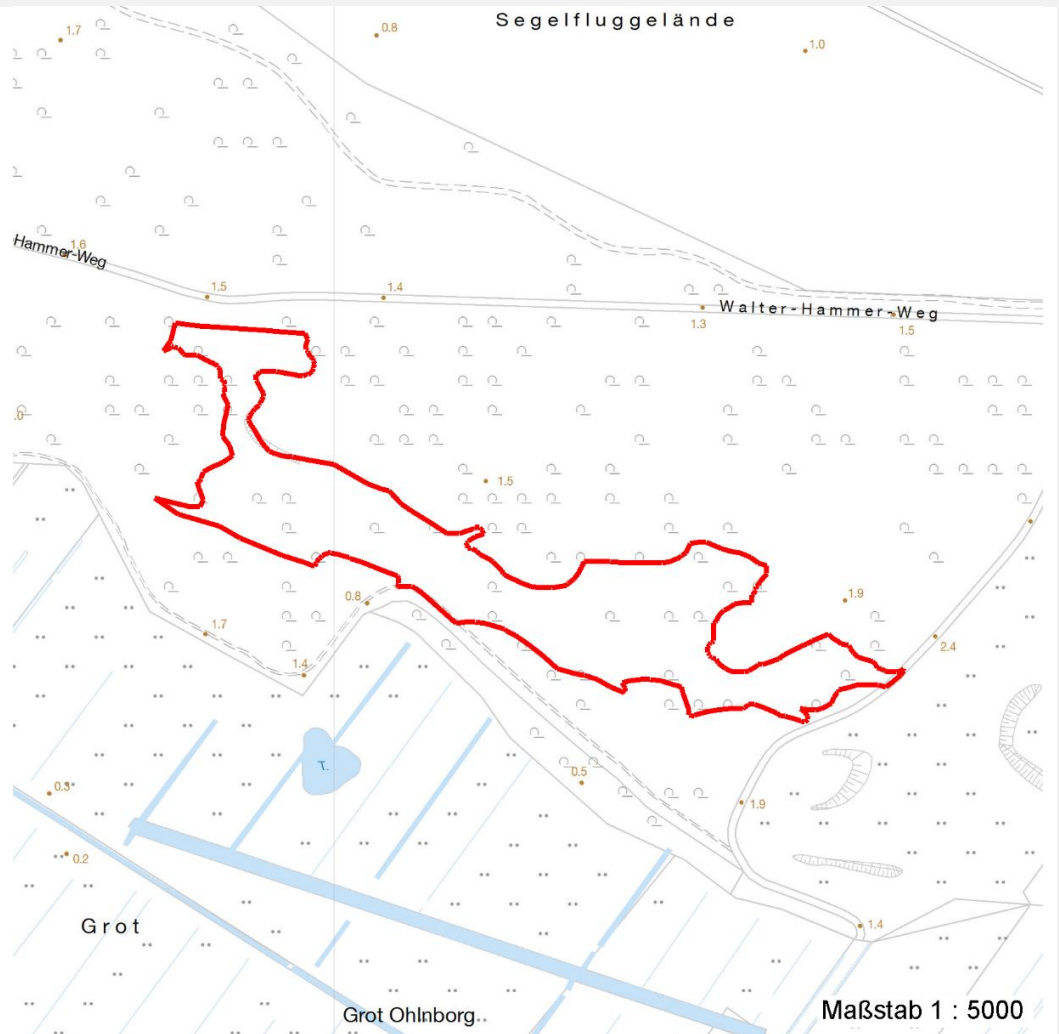 Segelfluggelände
1.7
0.8
1.0
Hammer-Weg
1.6
1.5
1.4
Walter-Hammer-Weg
1.3
1.5
.0
1.5
1.9
0.8
1.7
2.4
1.4
T.
0.5
0.3
1.9
0.2
1.4
Grot
Grot Ohlnborg
Maßstab 1 : 5000